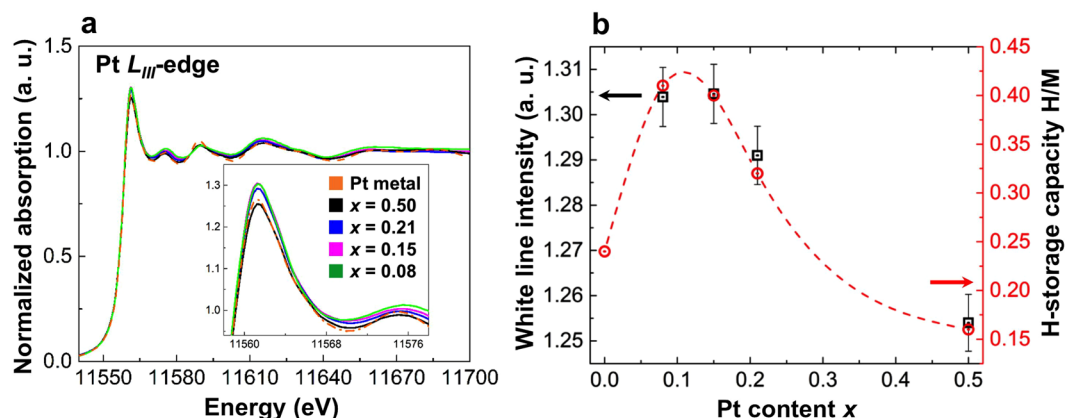 a
Normalized absorption (a. u.)
1.5
1.0
0.5
0.0
Pt L_III-edge
1.3
1.2
1.1
1.0
11560 11568 11576
Pt metal
x = 0.50
x = 0.21
x = 0.15
x = 0.08
11550 11580 11610 11640 11670 11700
Energy (eV)
b
White line intensity (a. u.)
1.31
1.30
1.29
1.28
1.27
1.26
1.25
0.45
0.40
0.35
0.30
0.25
0.20
0.15
H-storage capacity H/M
0.0 0.1 0.2 0.3 0.4 0.5
Pt content x